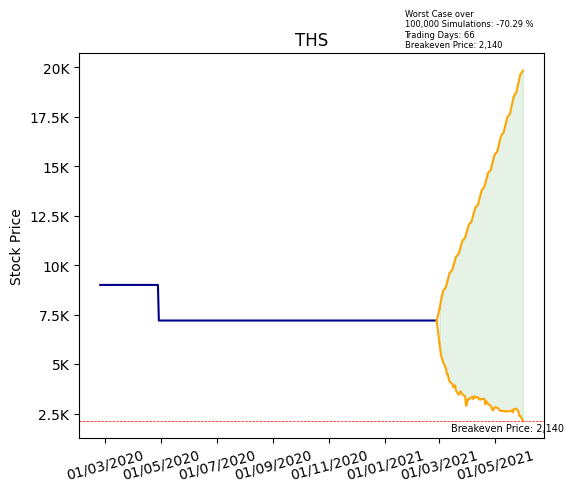 Worst Case over
100,000 Simulations: -70.29 %
Trading Days: 66
Breakeven Price: 2,140
THS
Stock Price
20K
17.5K
15K
12.5K
10K
7.5K
5K
2.5K
Breakeven Price: 2,140
01/03/2020
01/05/2020
01/07/2020
01/09/2020
01/11/2020
01/01/2021
01/03/2021
01/05/2021